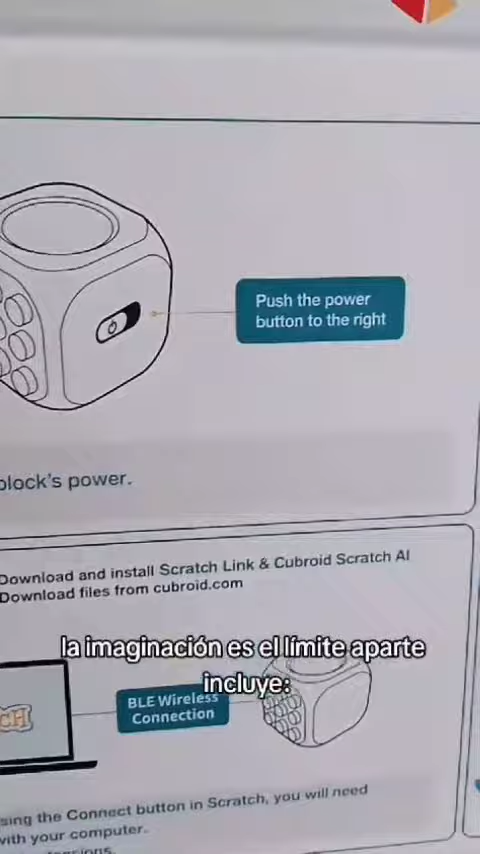 Push the power
button to the right
block's power.
Download and install Scratch Link & Cubroid Scratch AI
Download files from cubroid.com
la imaginación es el límite aparte
incluye:
BLE Wireless
Connection
CH
sing the Connect button in Scratch, you will need
with your computer.